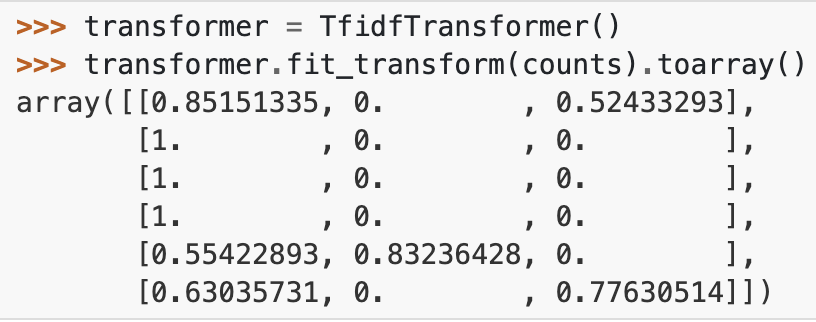 >>> transformer = TfidfTransformer()
>>> transformer.fit_transform(counts).toarray()
array([[0.85151335, 0.        , 0.52433293],
       [1.        , 0.        , 0.        ],
       [1.        , 0.        , 0.        ],
       [1.        , 0.        , 0.        ],
       [0.55422893, 0.83236428, 0.        ],
       [0.63035731, 0.        , 0.77630514]])